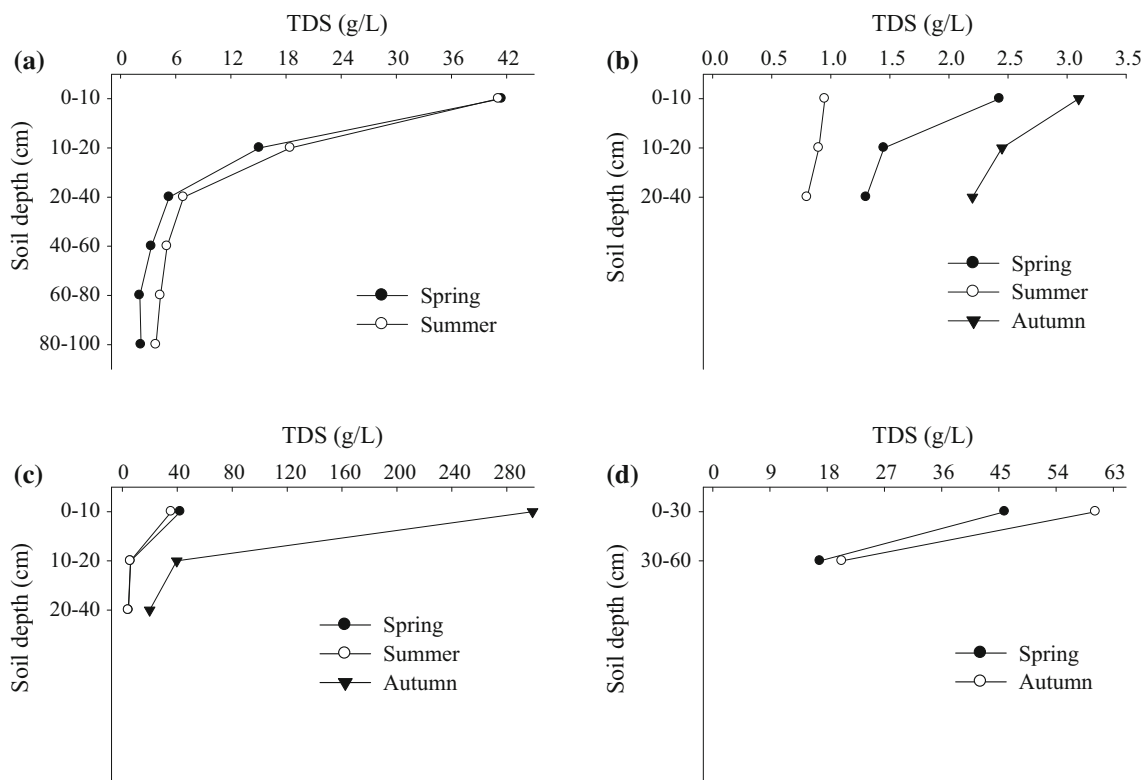 (a)
TDS (g/L)
0 6 12 18 24 30 36 42
Soil depth (cm)
0-10
10-20
20-40
40-60
60-80
80-100
Spring
Summer
(b)
TDS (g/L)
0.0 0.5 1.0 1.5 2.0 2.5 3.0 3.5
Soil depth (cm)
0-10
10-20
20-40
Spring
Summer
Autumn
(c)
TDS (g/L)
0 40 80 120 160 200 240 280
Soil depth (cm)
0-10
10-20
20-40
Spring
Summer
Autumn
(d)
TDS (g/L)
0 9 18 27 36 45 54 63
Soil depth (cm)
0-30
30-60
Spring
Autumn